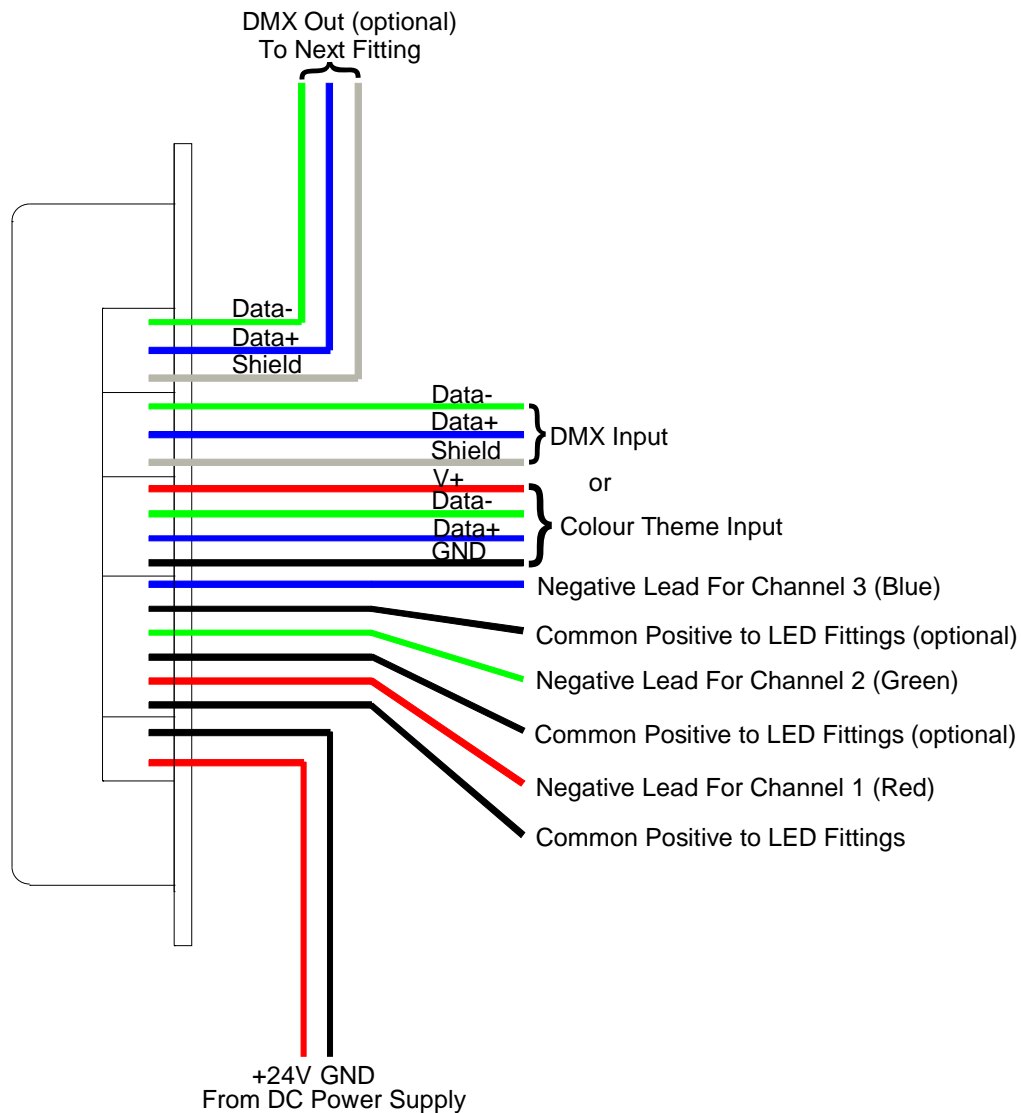 DMX Out (optional)
To Next Fitting
Data-
Data+
Shield
Data-
Data+
Shield
DMX Input
V+
or
Data-
Data+
Colour Theme Input
GND
Negative Lead For Channel 3 (Blue)
Common Positive to LED Fittings (optional)
Negative Lead For Channel 2 (Green)
Common Positive to LED Fittings (optional)
Negative Lead For Channel 1 (Red)
Common Positive to LED Fittings
+24V GND
From DC Power Supply